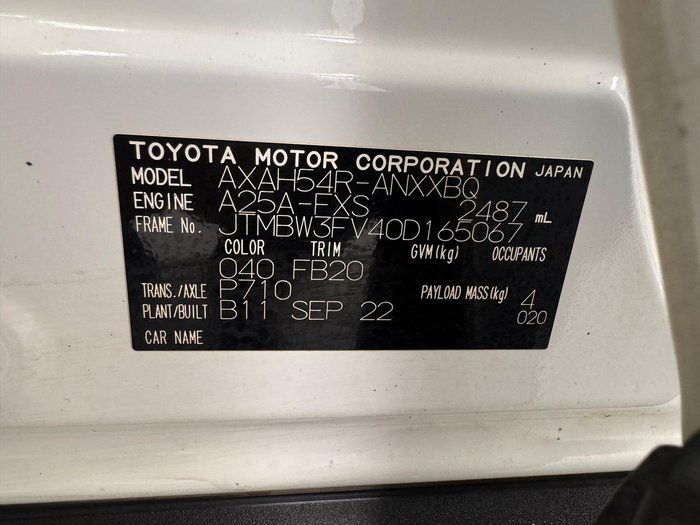 TOYOTA MOTOR CORPORATION JAPAN
MODEL AXAH54R-ANXXBQ
ENGINE A25A-FXS 2487 mL
FRAME No. JTMBW3FV40D165067
COLOR TRIM GVM(kg) OCCUPANTS
040 FB20
TRANS./AXLE P710 PAYLOAD MASS(kg) 4
PLANT/BUILT B11 SEP 22 020
CAR NAME